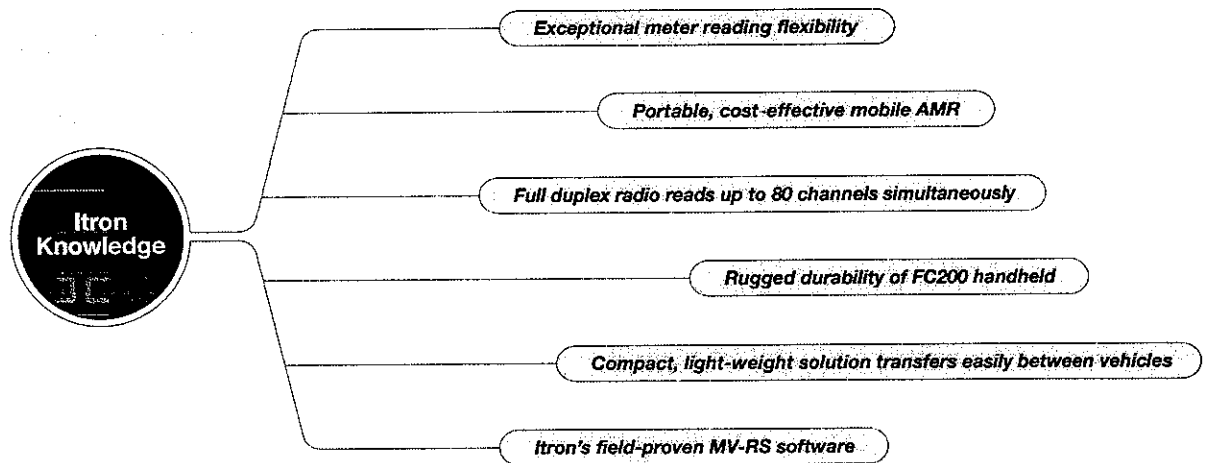 Exceptional meter reading flexibility
Portable, cost-effective mobile AMR
Full duplex radio reads up to 80 channels simultaneously
Itron
Knowledge
Rugged durability of FC200 handheld
Compact, light-weight solution transfers easily between vehicles
Itron's field-proven MV-RS software